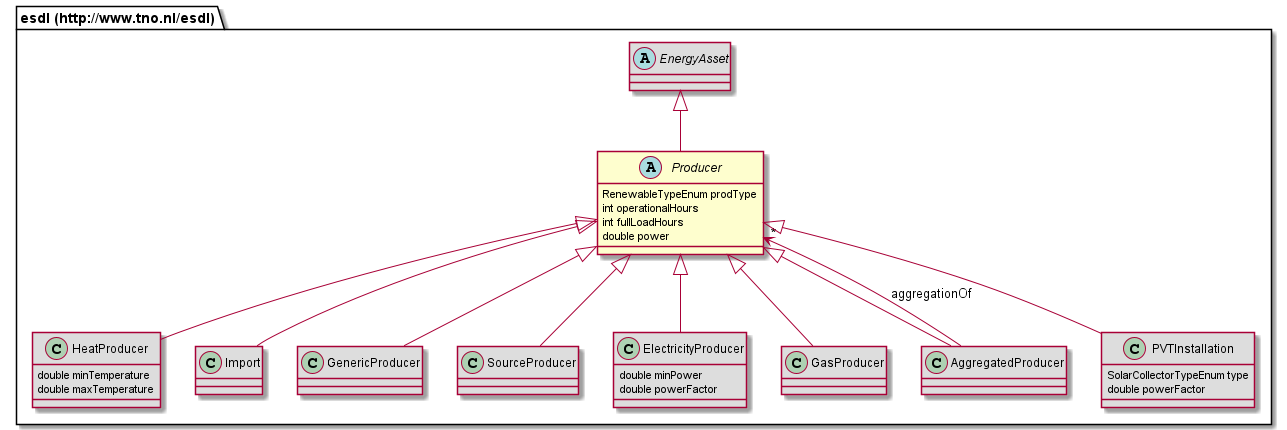 esdl (http://www.tno.nl/esdl)
A EnergyAsset
A Producer
RenewableTypeEnum prodType
int operationalHours
int fullLoadHours
double power
*
aggregationOf
C HeatProducer
double minTemperature
double maxTemperature
C Import
C GenericProducer
C SourceProducer
C ElectricityProducer
double minPower
double powerFactor
C GasProducer
C AggregatedProducer
C PVTInstallation
SolarCollectorTypeEnum type
double powerFactor